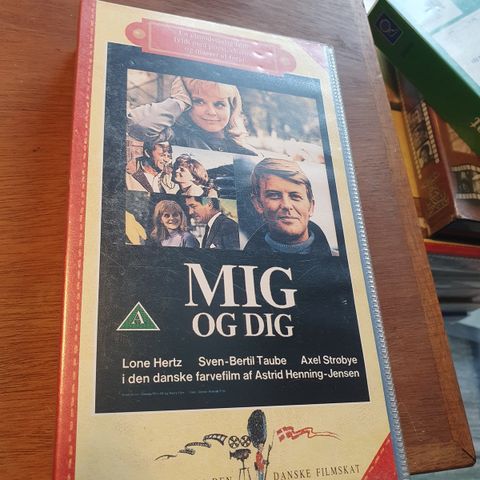 MIG
OG DIG
A
Lone Hertz Sven-Bertil Taube Axel Strøbye
i den danske farvefilm af Astrid Henning-Jensen
DEN DANSKE FILMSKAT